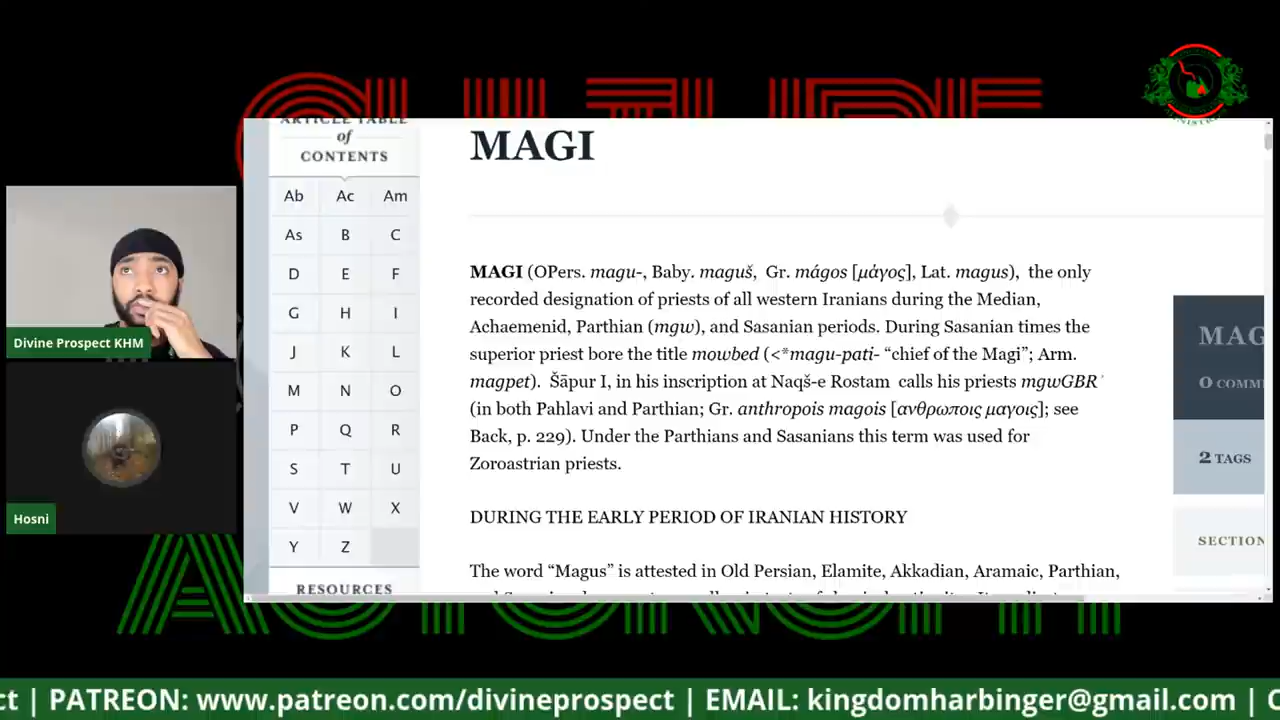 ARTICLE TABLE
of
CONTENTS
Ab Ac Am
As B C
D E F
G H I
J K L
M N O
P Q R
S T U
V W X
Y Z
RESOURCES
MAGI
MAGI (OPers. magu-, Baby. maguš, Gr. mágos [μάγος], Lat. magus), the only
recorded designation of priests of all western Iranians during the Median,
Achaemenid, Parthian (mgw), and Sasanian periods. During Sasanian times the
superior priest bore the title mowbed (<*magu-pati- “chief of the Magi”; Arm.
magpet). Šāpur I, in his inscription at Naqš-e Rostam calls his priests mgwGBR
(in both Pahlavi and Parthian; Gr. anthropois magois [ανθρωποις μαγοις]; see
Back, p. 229). Under the Parthians and Sasanians this term was used for
Zoroastrian priests.
DURING THE EARLY PERIOD OF IRANIAN HISTORY
The word “Magus” is attested in Old Persian, Elamite, Akkadian, Aramaic, Parthian,
MAG
0 COMM
2 TAGS
SECTION
Divine Prospect KHM
Hosni
ct | PATREON: www.patreon.com/divineprospect | EMAIL: kingdomharbinger@gmail.com | C